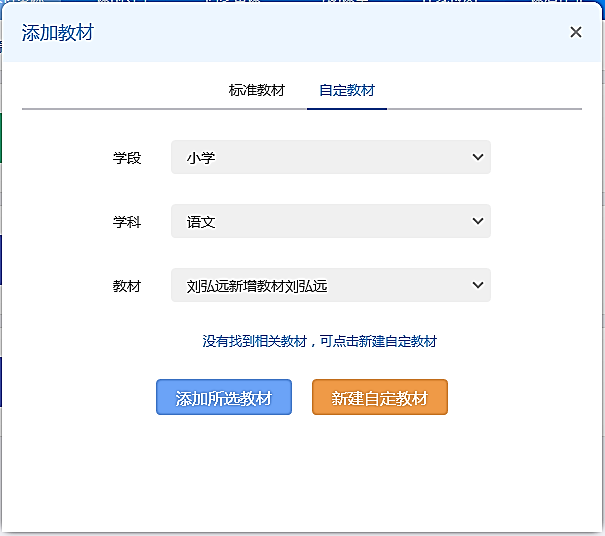 添加教材
标准教材 自定教材
学段 小学
学科 语文
教材 刘弘远新增教材刘弘远
没有找到相关教材，可点击新建自定教材
添加所选教材 新建自定教材